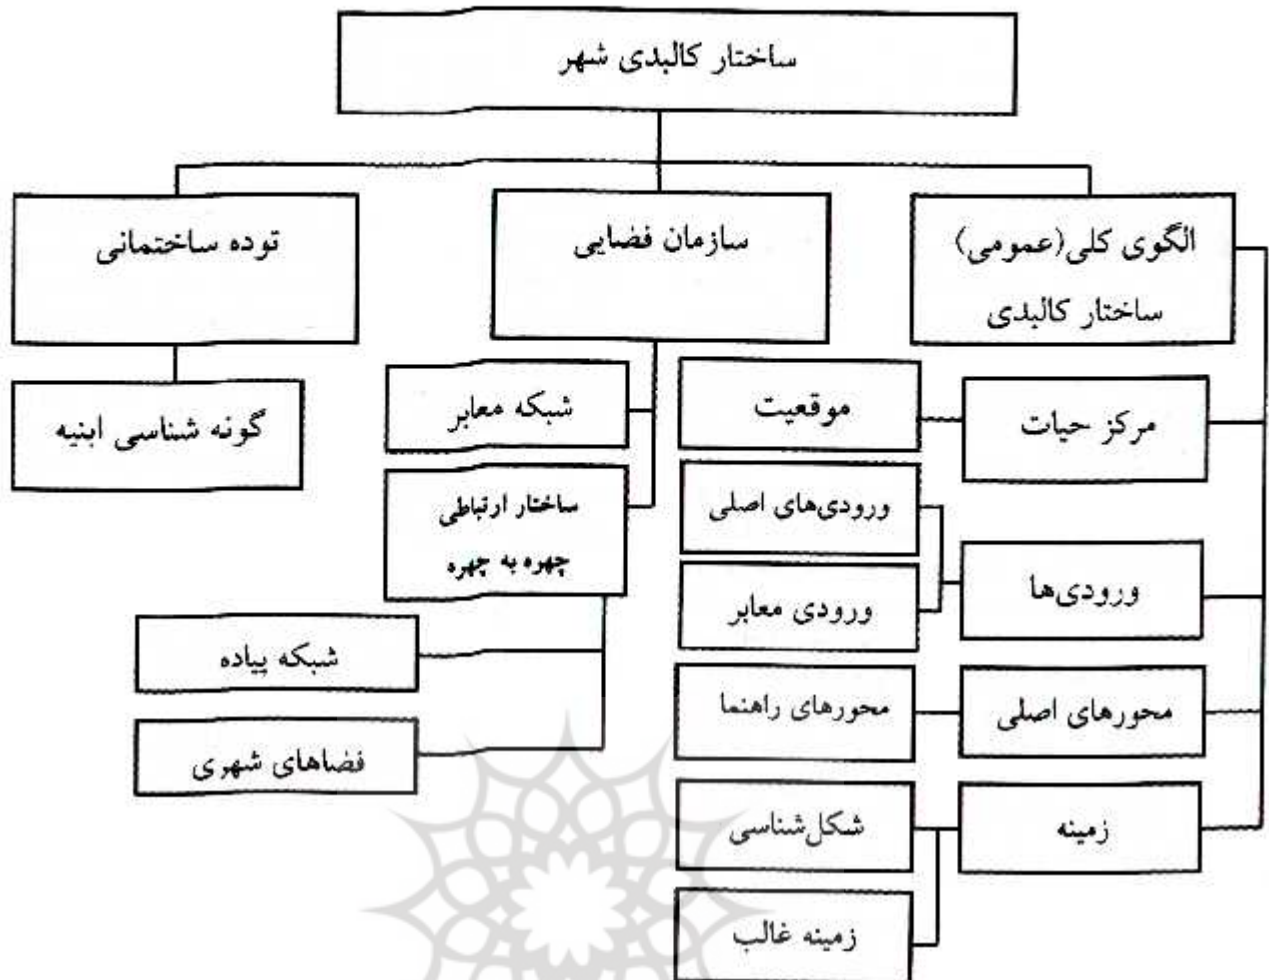 ساختار کالبدی شهر
الگوی کلی(عمومی)
ساختار کالبدی
سازمان فضایی
توده ساختمانی
مرکز حیات
موقعیت
شبکه معابر
گونه شناسی ابنیه
ورودی‌های اصلی
ساختار ارتباطی
چهره به چهره
ورودی‌ها
ورودی معابر
شبکه پیاده
محورهای اصلی
محورهای راهنما
فضاهای شهری
زمینه
شکل‌شناسی
زمینه غالب